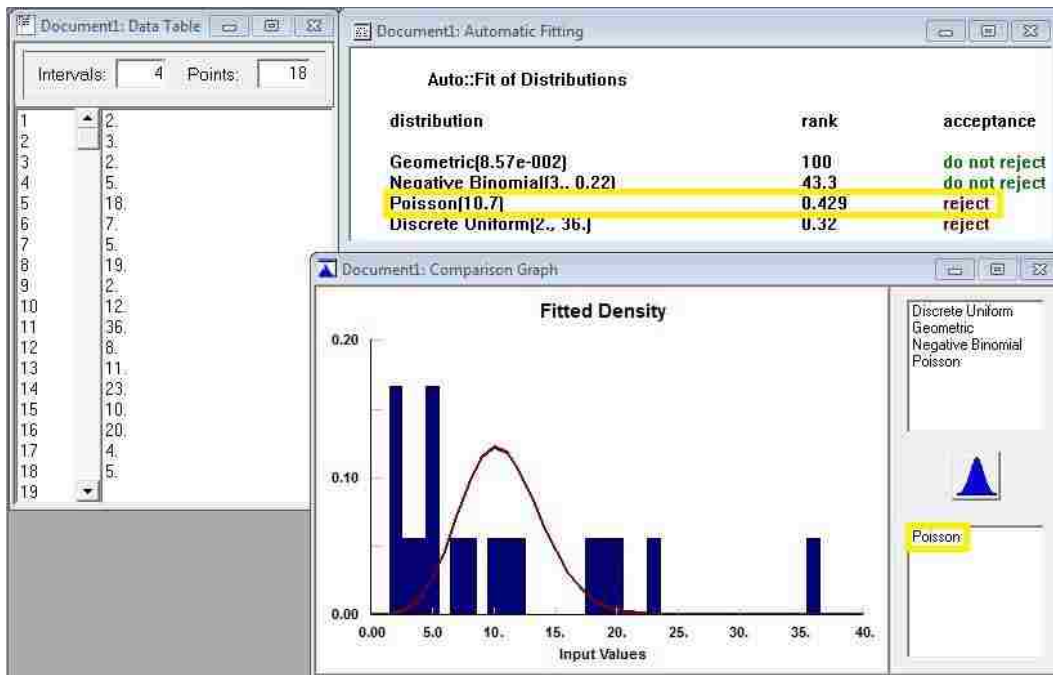 Document1: Data Table
Intervals: 4 Points: 18
1 2.
2 3.
3 2.
4 5.
5 18.
6 7.
7 5.
8 19.
9 2.
10 12.
11 36.
12 8.
13 11.
14 23.
15 10.
16 20.
17 4.
18 5.
19
Document1: Automatic Fitting
Auto::Fit of Distributions
distribution rank acceptance
Geometric(8.57e-002) 100 do not reject
Negative Binomial(3., 0.22) 43.3 do not reject
Poisson(10.7) 0.429 reject
Discrete Uniform(2., 36.) 0.32 reject
Document1: Comparison Graph
Fitted Density
0.20
0.10
0.00
0.00 5.0 10. 15. 20. 25. 30. 35. 40.
Input Values
Discrete Uniform
Geometric
Negative Binomial
Poisson
Poisson